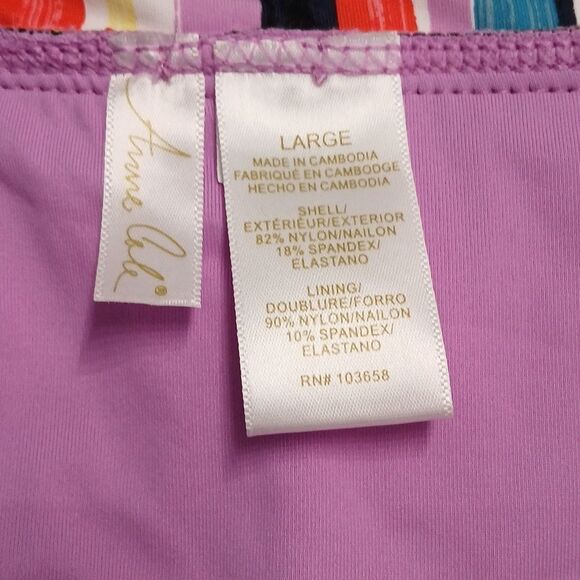 Anne Cole®
LARGE
MADE IN CAMBODIA
FABRIQUÉ EN CAMBODGE
HECHO EN CAMBODIA
SHELL/
EXTÉRIEUR/EXTERIOR
82% NYLON/NAILON
18% SPANDEX/
ELASTANO
LINING/
DOUBLURE/FORRO
90% NYLON/NAILON
10% SPANDEX/
ELASTANO
RN# 103658